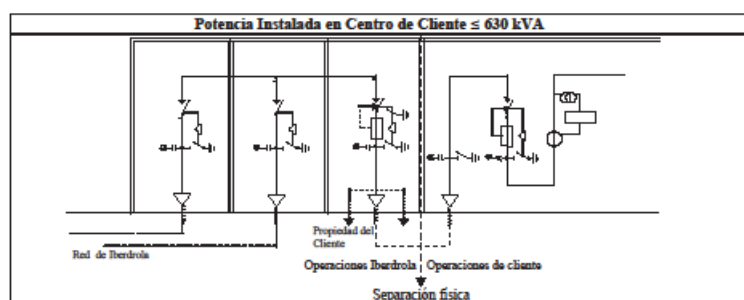 Potencia Instalada en Centro de Cliente ≤ 630 kVA
Propiedad del
Cliente
Red de Iberdrola
Operaciones Iberdrola
Operaciones de cliente
Separación física